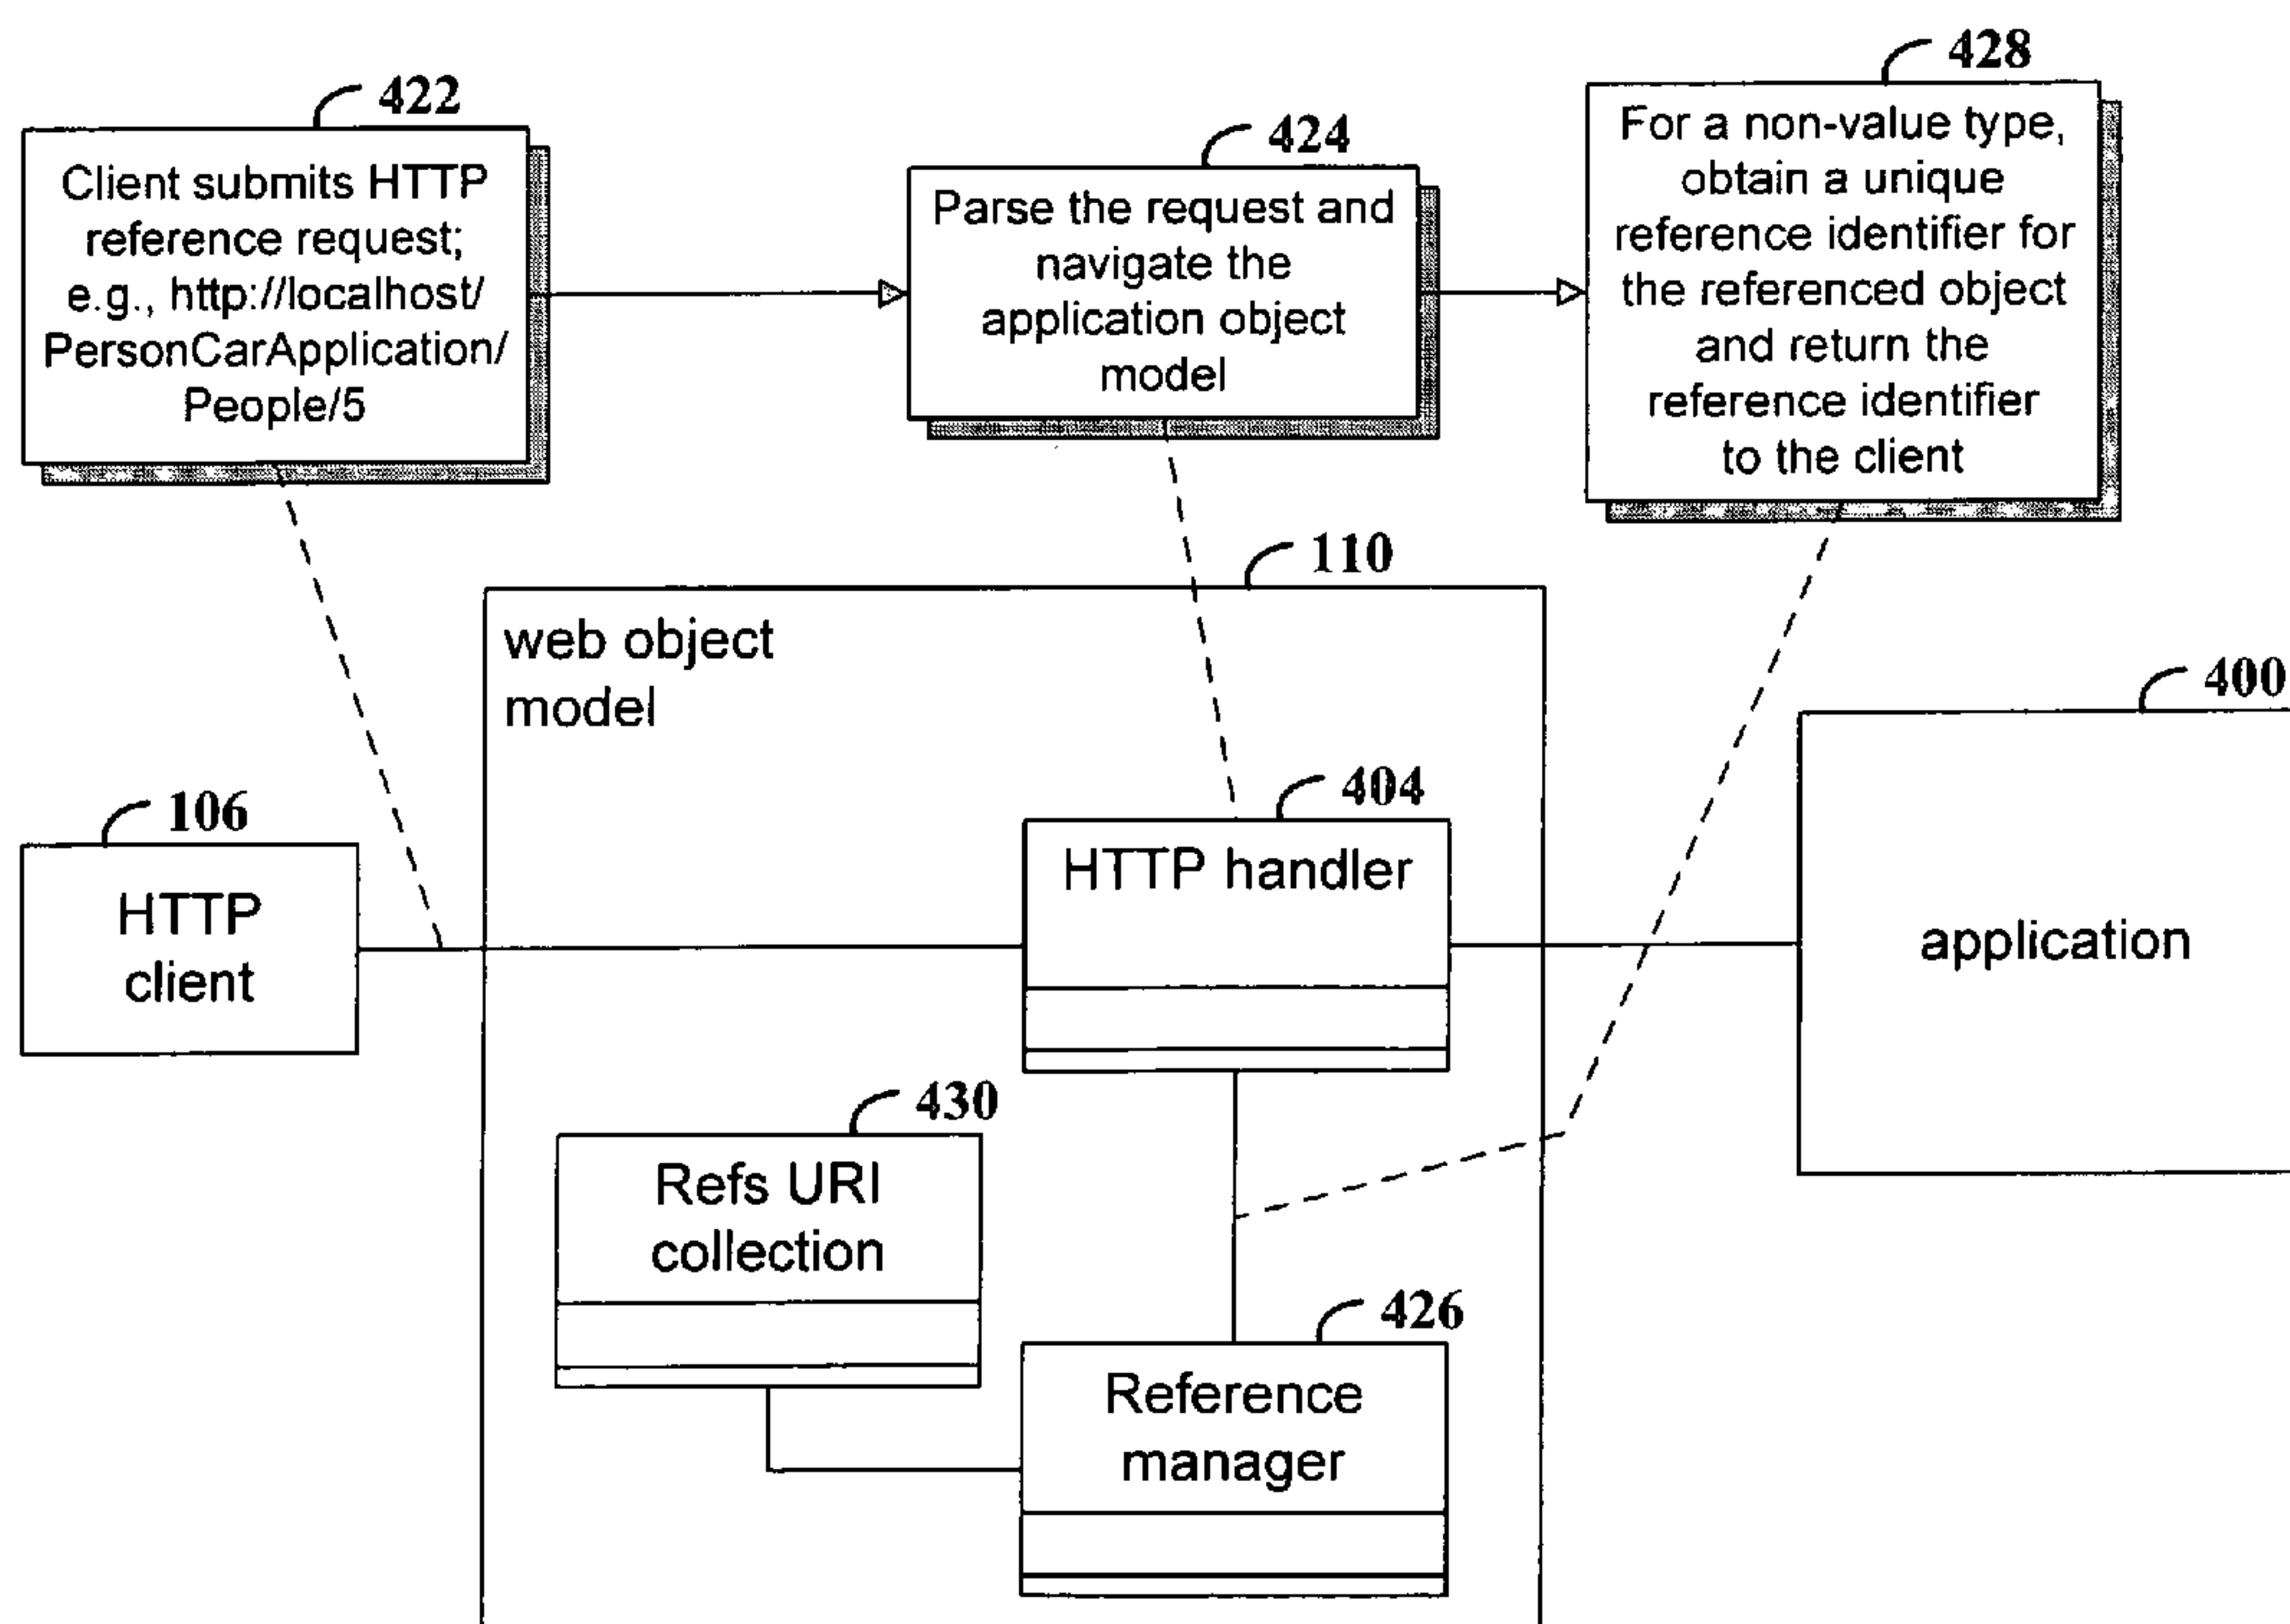 422
Client submits HTTP
reference request;
e.g., http://localhost/
PersonCarApplication/
People/5
424
Parse the request and
navigate the
application object
model
428
For a non-value type,
obtain a unique
reference identifier for
the referenced object
and return the
reference identifier
to the client
110
web object
model
106
HTTP
client
404
HTTP handler
400
application
430
Refs URI
collection
426
Reference
manager